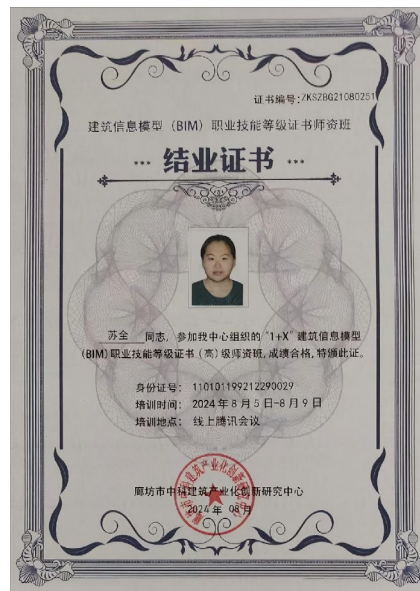 证书编号:ZKSZBG21080251
建筑信息模型（BIM）职业技能等级证书师资班
结业证书
苏全 同志，参加我中心组织的“1+X”建筑信息模型
(BIM)职业技能等级证书（高）级师资班，成绩合格，特颁此证。
身份证号： 110101199212290029
培训时间： 2024年8月5日-8月9日
培训地点： 线上腾讯会议
廊坊市中科建筑产业化创新研究中心
2024年 08月